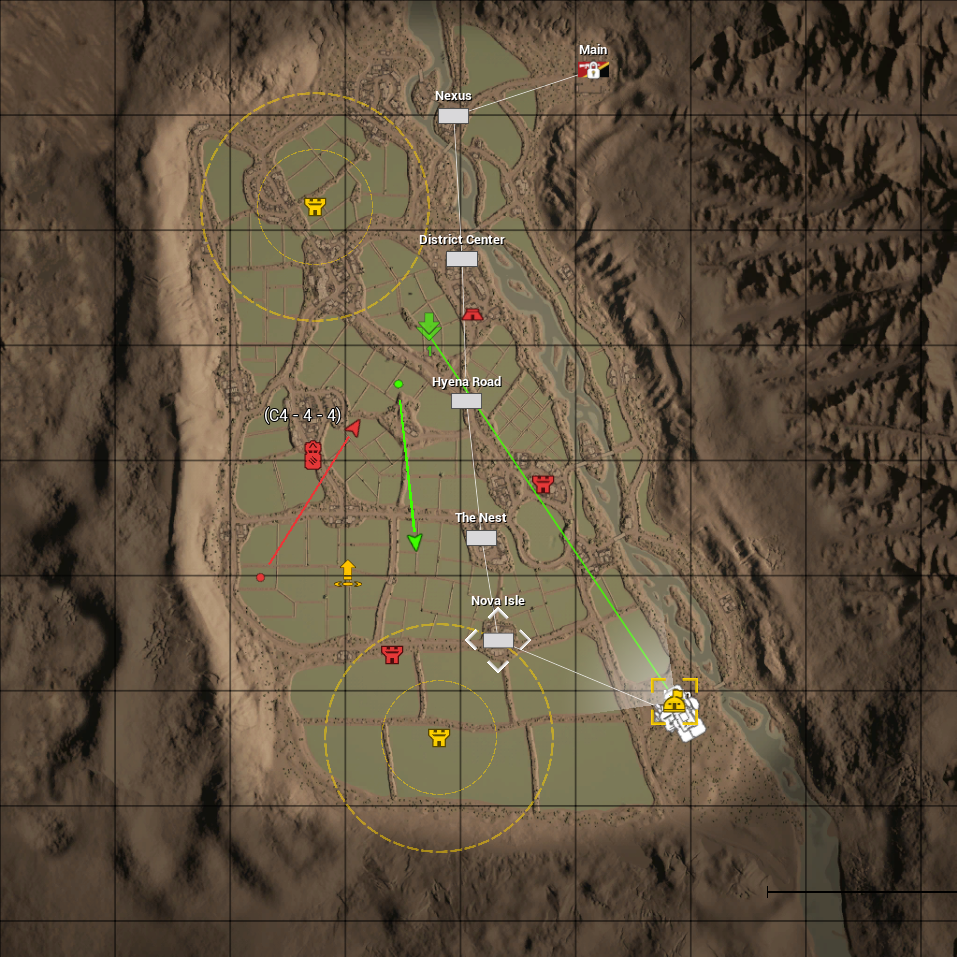 Main
Nexus
District Center
Hyena Road
(C4 - 4 - 4)
The Nest
Nova Isle